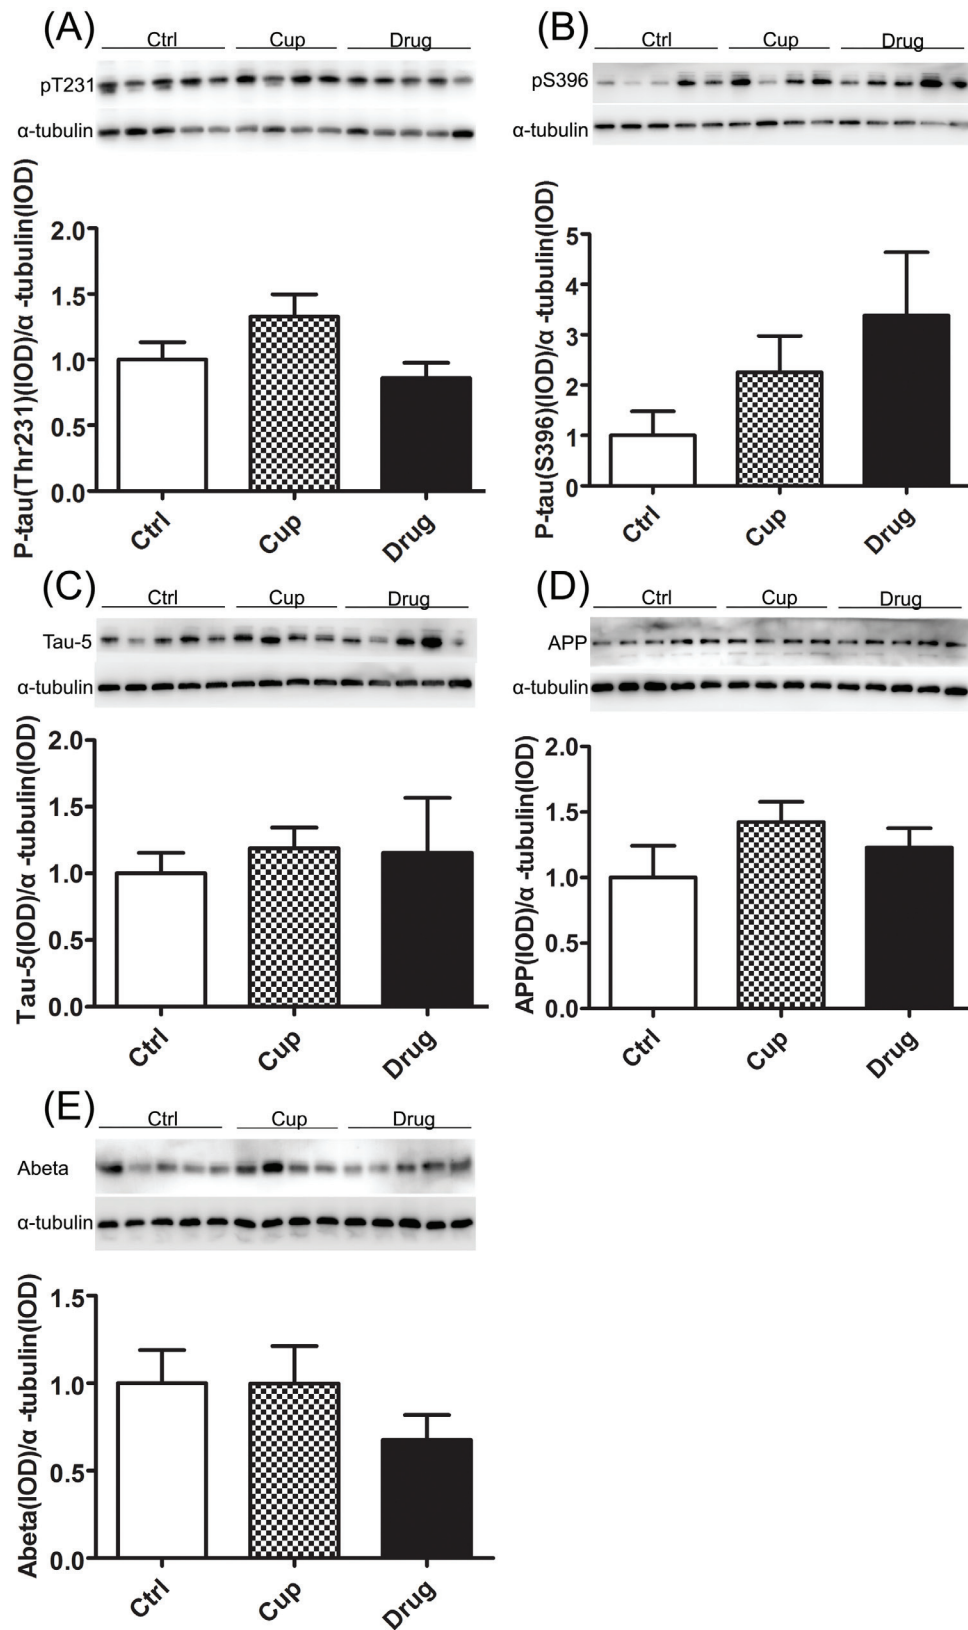 (A)
Ctrl Cup Drug
pT231
α-tubulin
P-tau(Thr231)(IOD)/α -tubulin(IOD)
2.0
1.5
1.0
0.5
0.0
Ctrl Cup Drug
(B)
Ctrl Cup Drug
pS396
α-tubulin
P-tau(S396)(IOD)/α -tubulin(IOD)
5
4
3
2
1
0
Ctrl Cup Drug
(C)
Ctrl Cup Drug
Tau-5
α-tubulin
Tau-5(IOD)/α -tubulin(IOD)
2.0
1.5
1.0
0.5
0.0
Ctrl Cup Drug
(D)
Ctrl Cup Drug
APP
α-tubulin
APP(IOD)/α -tubulin(IOD)
2.0
1.5
1.0
0.5
0.0
Ctrl Cup Drug
(E)
Ctrl Cup Drug
Abeta
α-tubulin
Abeta(IOD)/α -tubulin(IOD)
1.5
1.0
0.5
0.0
Ctrl Cup Drug